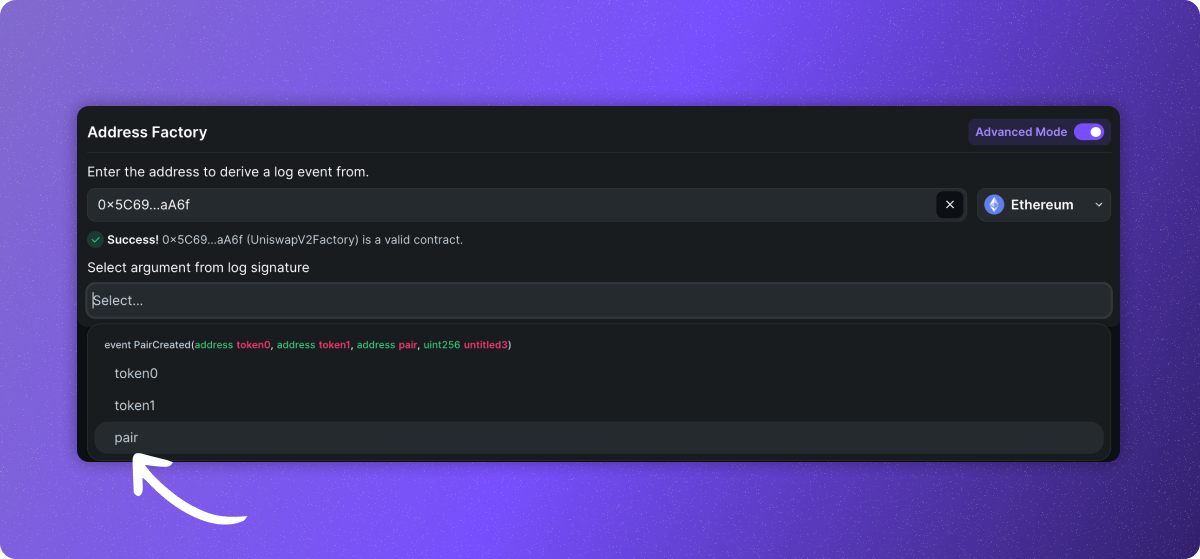 Address Factory
Advanced Mode
Enter the address to derive a log event from.
0×5C69...aA6f
Ethereum
Success! 0×5C69...aA6f (UniswapV2Factory) is a valid contract.
Select argument from log signature
Select...
event PairCreated(address token0, address token1, address pair, uint256 untitled3)
token0
token1
pair